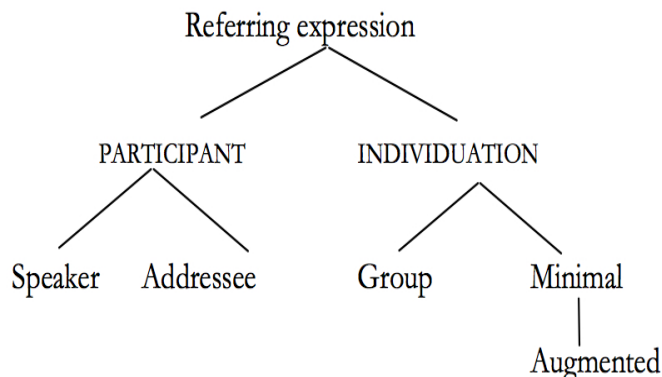 Referring expression
PARTICIPANT INDIVIDUATION
Speaker Addressee Group Minimal
Augmented